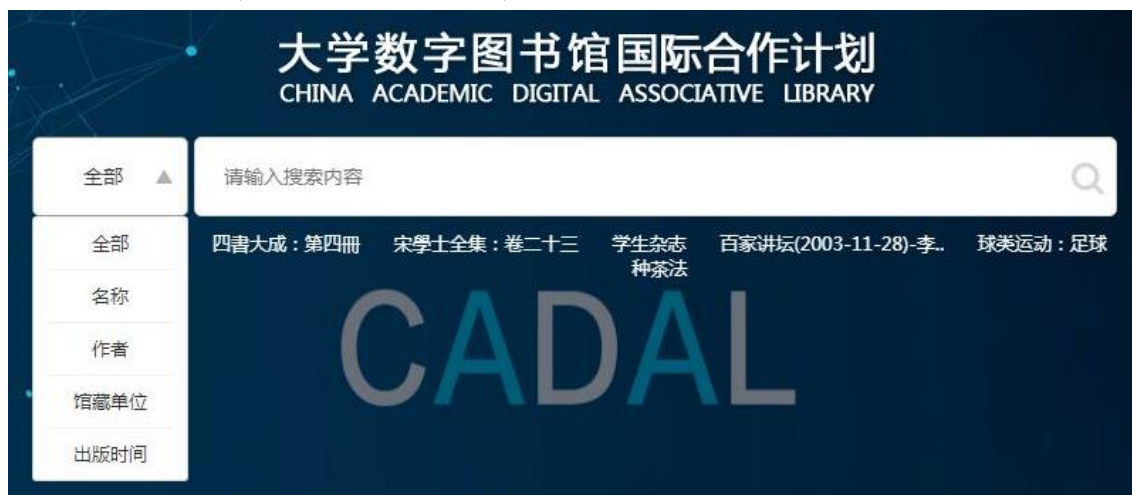 大学数字图书馆国际合作计划
CHINA ACADEMIC DIGITAL ASSOCIATIVE LIBRARY
全部
请输入搜索内容
全部
名称
作者
馆藏单位
出版时间
四書大成：第四冊 宋學士全集：卷二十三 学生杂志 百家讲坛(2003-11-28)-李.. 球类运动：足球
种茶法
CADAL